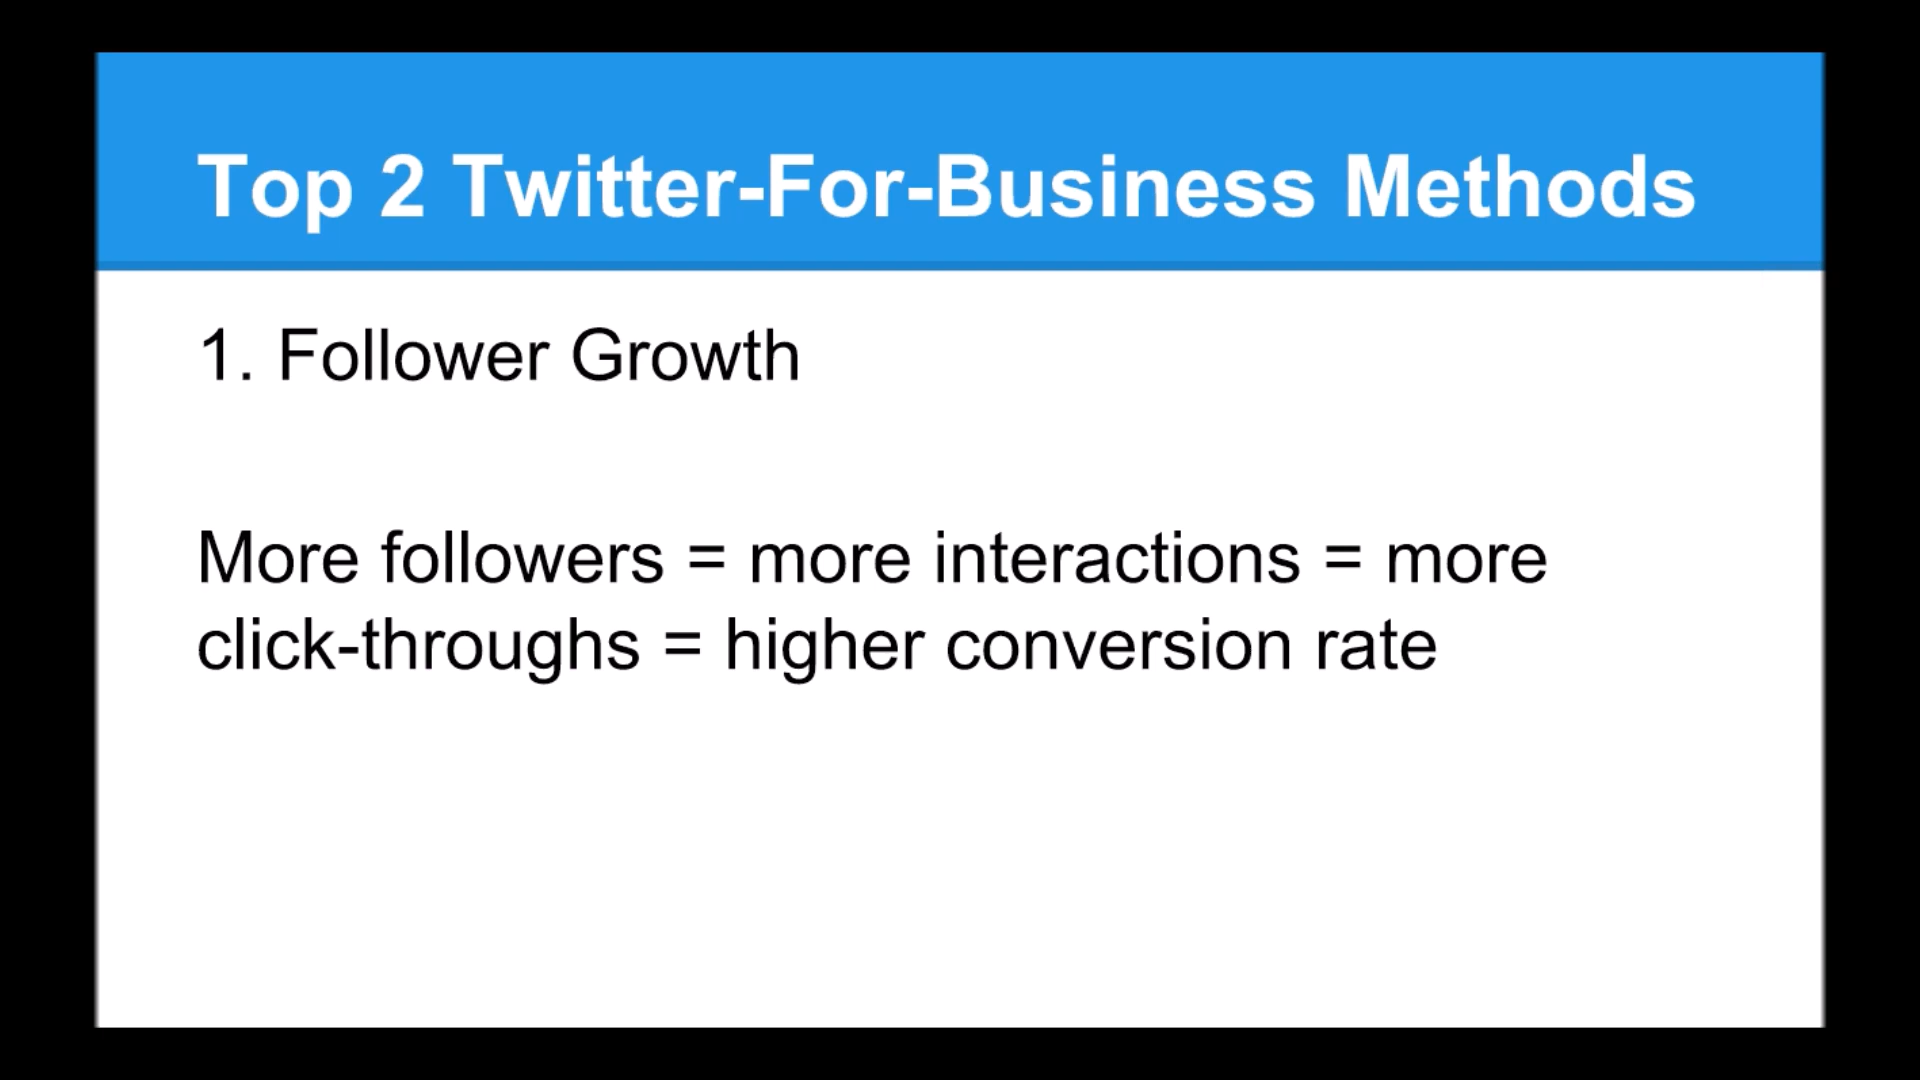 Top 2 Twitter-For-Business Methods
1. Follower Growth
More followers = more interactions = more
click-throughs = higher conversion rate